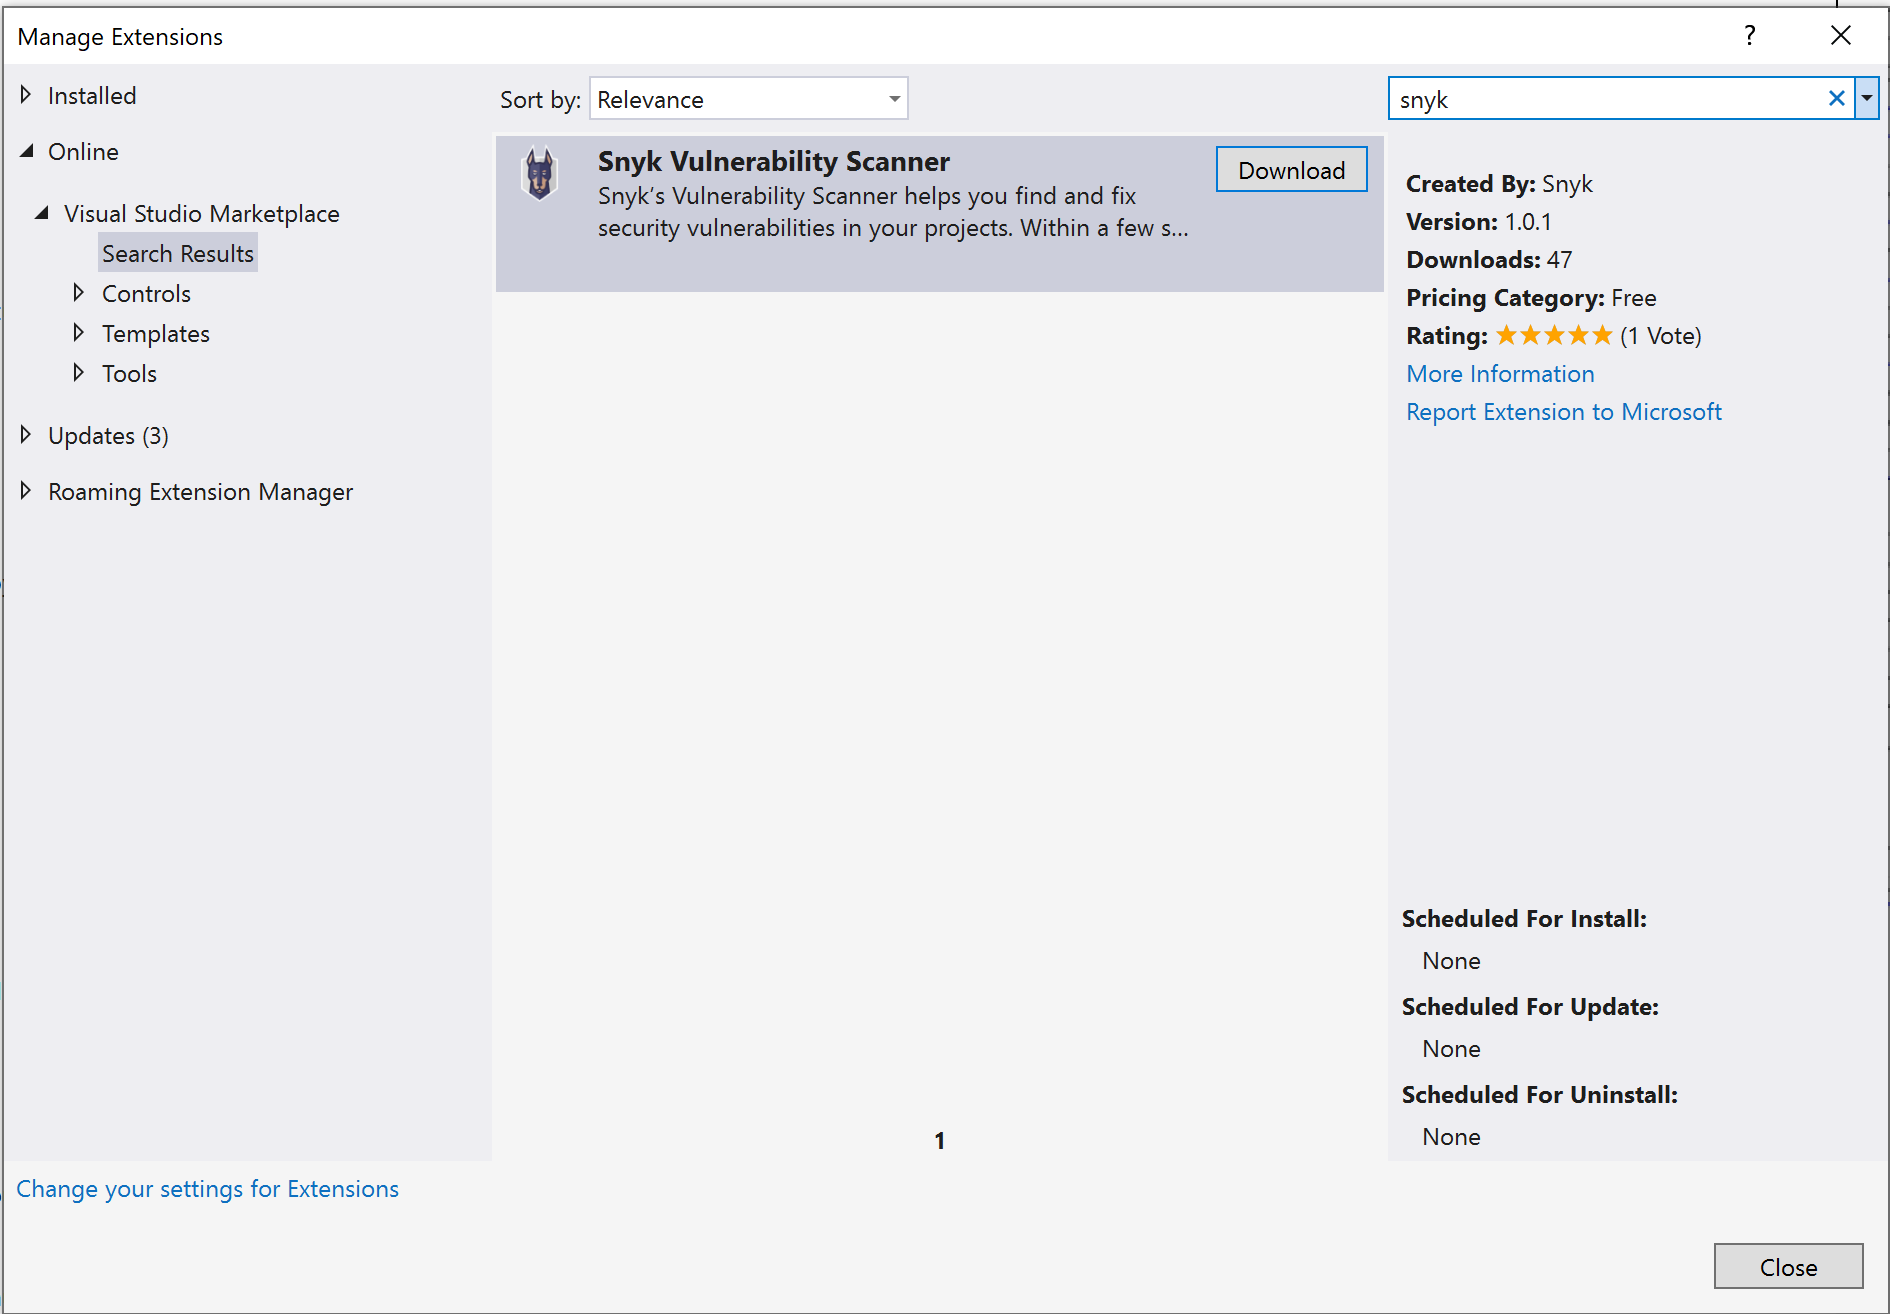 Manage Extensions
?
Installed
Online
Visual Studio Marketplace
Search Results
Controls
Templates
Tools
Updates (3)
Roaming Extension Manager
Sort by: Relevance
Snyk Vulnerability Scanner
Download
Snyk’s Vulnerability Scanner helps you find and fix
security vulnerabilities in your projects. Within a few s...
1
snyk
Created By: Snyk
Version: 1.0.1
Downloads: 47
Pricing Category: Free
Rating: ★★★★★ (1 Vote)
More Information
Report Extension to Microsoft
Scheduled For Install:
None
Scheduled For Update:
None
Scheduled For Uninstall:
None
Change your settings for Extensions
Close